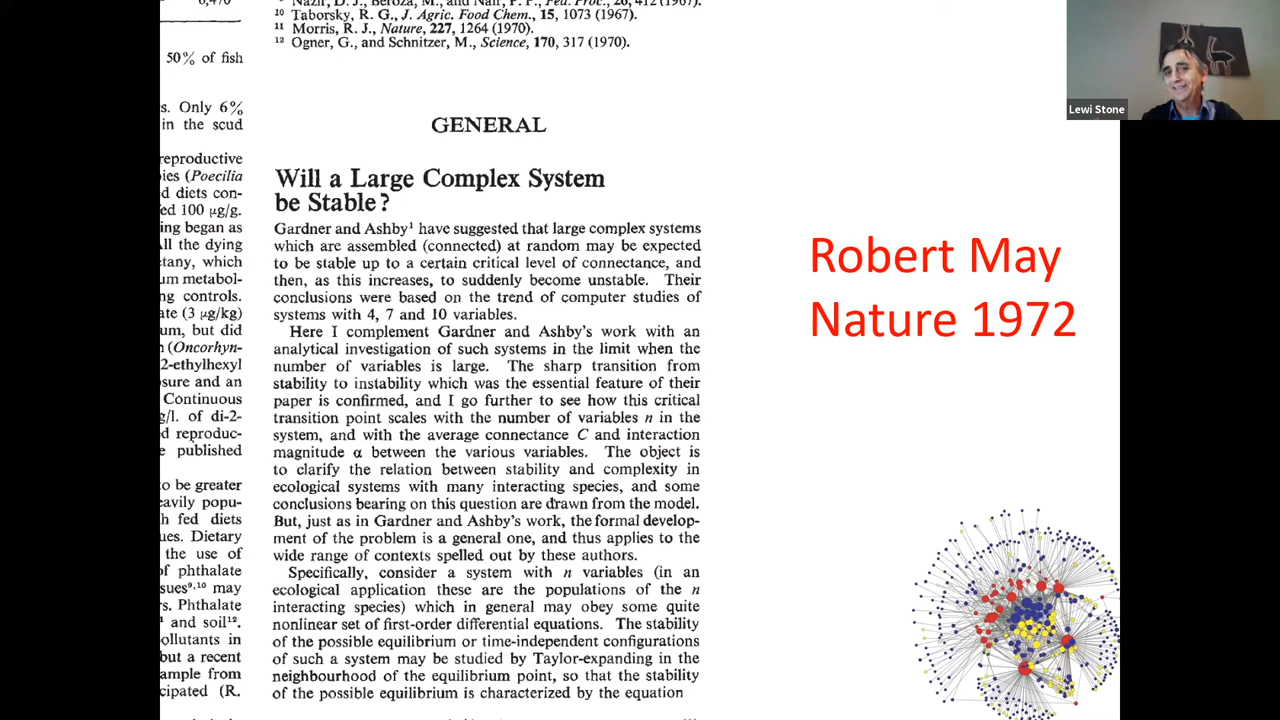 6,470
50% of fish
s. Only 6%
in the scud
reproductive
ies (Poecilia
d diets con-
ed 100 μg/g.
ing began as
All the dying
tany, which
um metabol-
ng controls.
ate (3 μg/kg)
um, but did
(Oncorhyn-
2-ethylhexyl
sure and an
Continuous
g/l. of di-2-
d reproduc-
e published
o be greater
eavily popu-
h fed diets
ues. Dietary
the use of
of phthalate
sues⁹,¹⁰ may
rs. Phthalate
and soil¹².
ollutants in
but a recent
ample from
cipated (R.
¹⁰ Taborsky, R. G., J. Agric. Food Chem., 15, 1073 (1967).
¹¹ Morris, R. J., Nature, 227, 1264 (1970).
¹² Ogner, G., and Schnitzer, M., Science, 170, 317 (1970).
GENERAL
Will a Large Complex System
be Stable?
Gardner and Ashby¹ have suggested that large complex systems
which are assembled (connected) at random may be expected
to be stable up to a certain critical level of connectance, and
then, as this increases, to suddenly become unstable. Their
conclusions were based on the trend of computer studies of
systems with 4, 7 and 10 variables.
Here I complement Gardner and Ashby's work with an
analytical investigation of such systems in the limit when the
number of variables is large. The sharp transition from
stability to instability which was the essential feature of their
paper is confirmed, and I go further to see how this critical
transition point scales with the number of variables n in the
system, and with the average connectance C and interaction
magnitude α between the various variables. The object is
to clarify the relation between stability and complexity in
ecological systems with many interacting species, and some
conclusions bearing on this question are drawn from the model.
But, just as in Gardner and Ashby's work, the formal develop-
ment of the problem is a general one, and thus applies to the
wide range of contexts spelled out by these authors.
Specifically, consider a system with n variables (in an
ecological application these are the populations of the n
interacting species) which in general may obey some quite
nonlinear set of first-order differential equations. The stability
of the possible equilibrium or time-independent configurations
of such a system may be studied by Taylor-expanding in the
neighbourhood of the equilibrium point, so that the stability
of the possible equilibrium is characterized by the equation
Robert May
Nature 1972
Lewi Stone